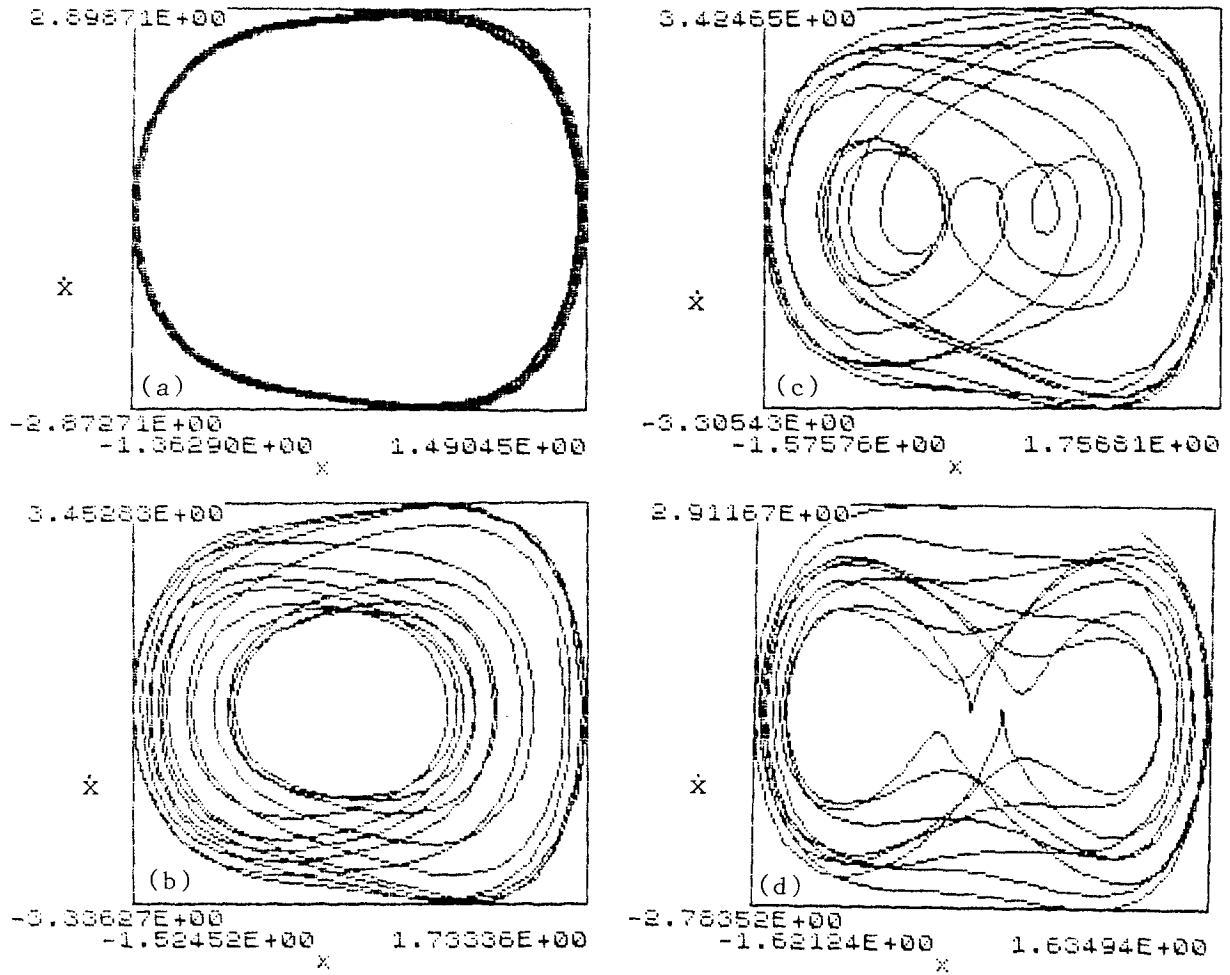 2.89871E+00
ẋ
(a)
-2.87271E+00
-1.36290E+00 1.49045E+00
x
3.42465E+00
ẋ
(c)
-3.30543E+00
-1.57576E+00 1.75681E+00
x
3.45283E+00
ẋ
(b)
-3.33627E+00
-1.52452E+00 1.73336E+00
x
2.91167E+00
ẋ
(d)
-2.78352E+00
-1.62124E+00 1.63494E+00
x